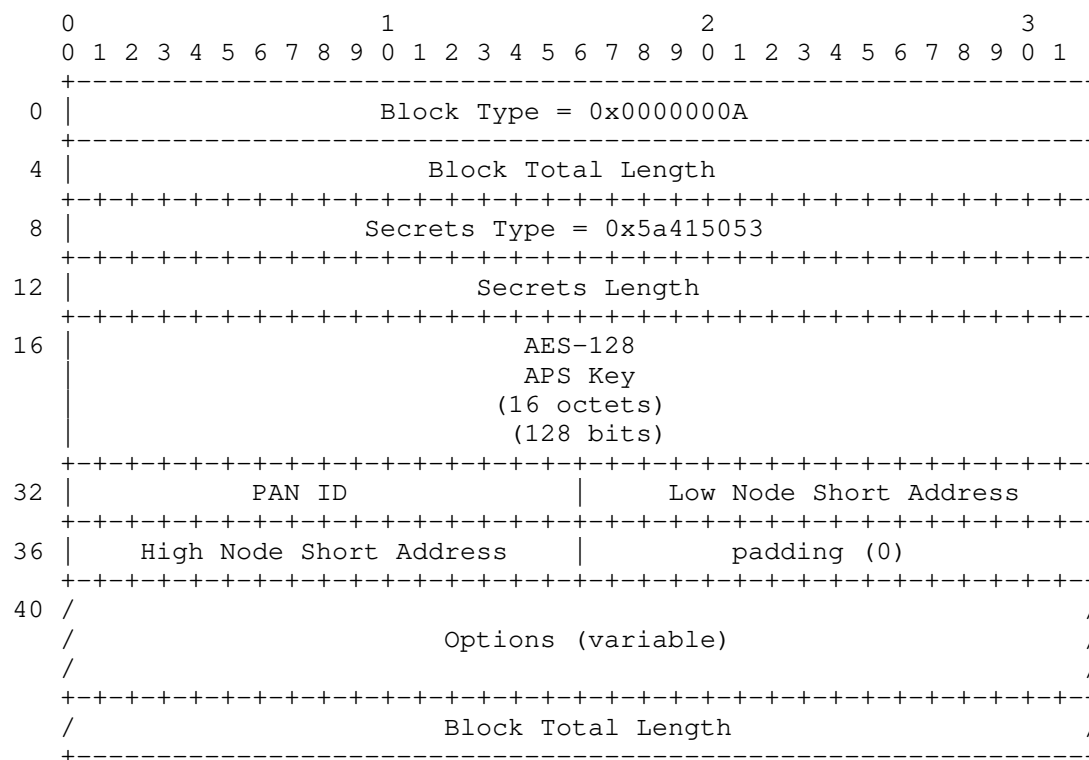 0                   1                   2                   3
0 1 2 3 4 5 6 7 8 9 0 1 2 3 4 5 6 7 8 9 0 1 2 3 4 5 6 7 8 9 0 1
+---------------------------------------------------------------
0 | Block Type = 0x0000000A
+---------------------------------------------------------------
4 | Block Total Length
+-+-+-+-+-+-+-+-+-+-+-+-+-+-+-+-+-+-+-+-+-+-+-+-+-+-+-+-+-+-+-+-
8 | Secrets Type = 0x5a415053
+-+-+-+-+-+-+-+-+-+-+-+-+-+-+-+-+-+-+-+-+-+-+-+-+-+-+-+-+-+-+-+-
12 | Secrets Length
+-+-+-+-+-+-+-+-+-+-+-+-+-+-+-+-+-+-+-+-+-+-+-+-+-+-+-+-+-+-+-+-
16 | AES-128
| APS Key
| (16 octets)
| (128 bits)
+-+-+-+-+-+-+-+-+-+-+-+-+-+-+-+-+-+-+-+-+-+-+-+-+-+-+-+-+-+-+-+-
32 | PAN ID | Low Node Short Address
+-+-+-+-+-+-+-+-+-+-+-+-+-+-+-+-+-+-+-+-+-+-+-+-+-+-+-+-+-+-+-+-
36 | High Node Short Address | padding (0)
+-+-+-+-+-+-+-+-+-+-+-+-+-+-+-+-+-+-+-+-+-+-+-+-+-+-+-+-+-+-+-+-
40 / /
/ Options (variable) /
/ /
+-+-+-+-+-+-+-+-+-+-+-+-+-+-+-+-+-+-+-+-+-+-+-+-+-+-+-+-+-+-+-+-
/ Block Total Length /
+---------------------------------------------------------------